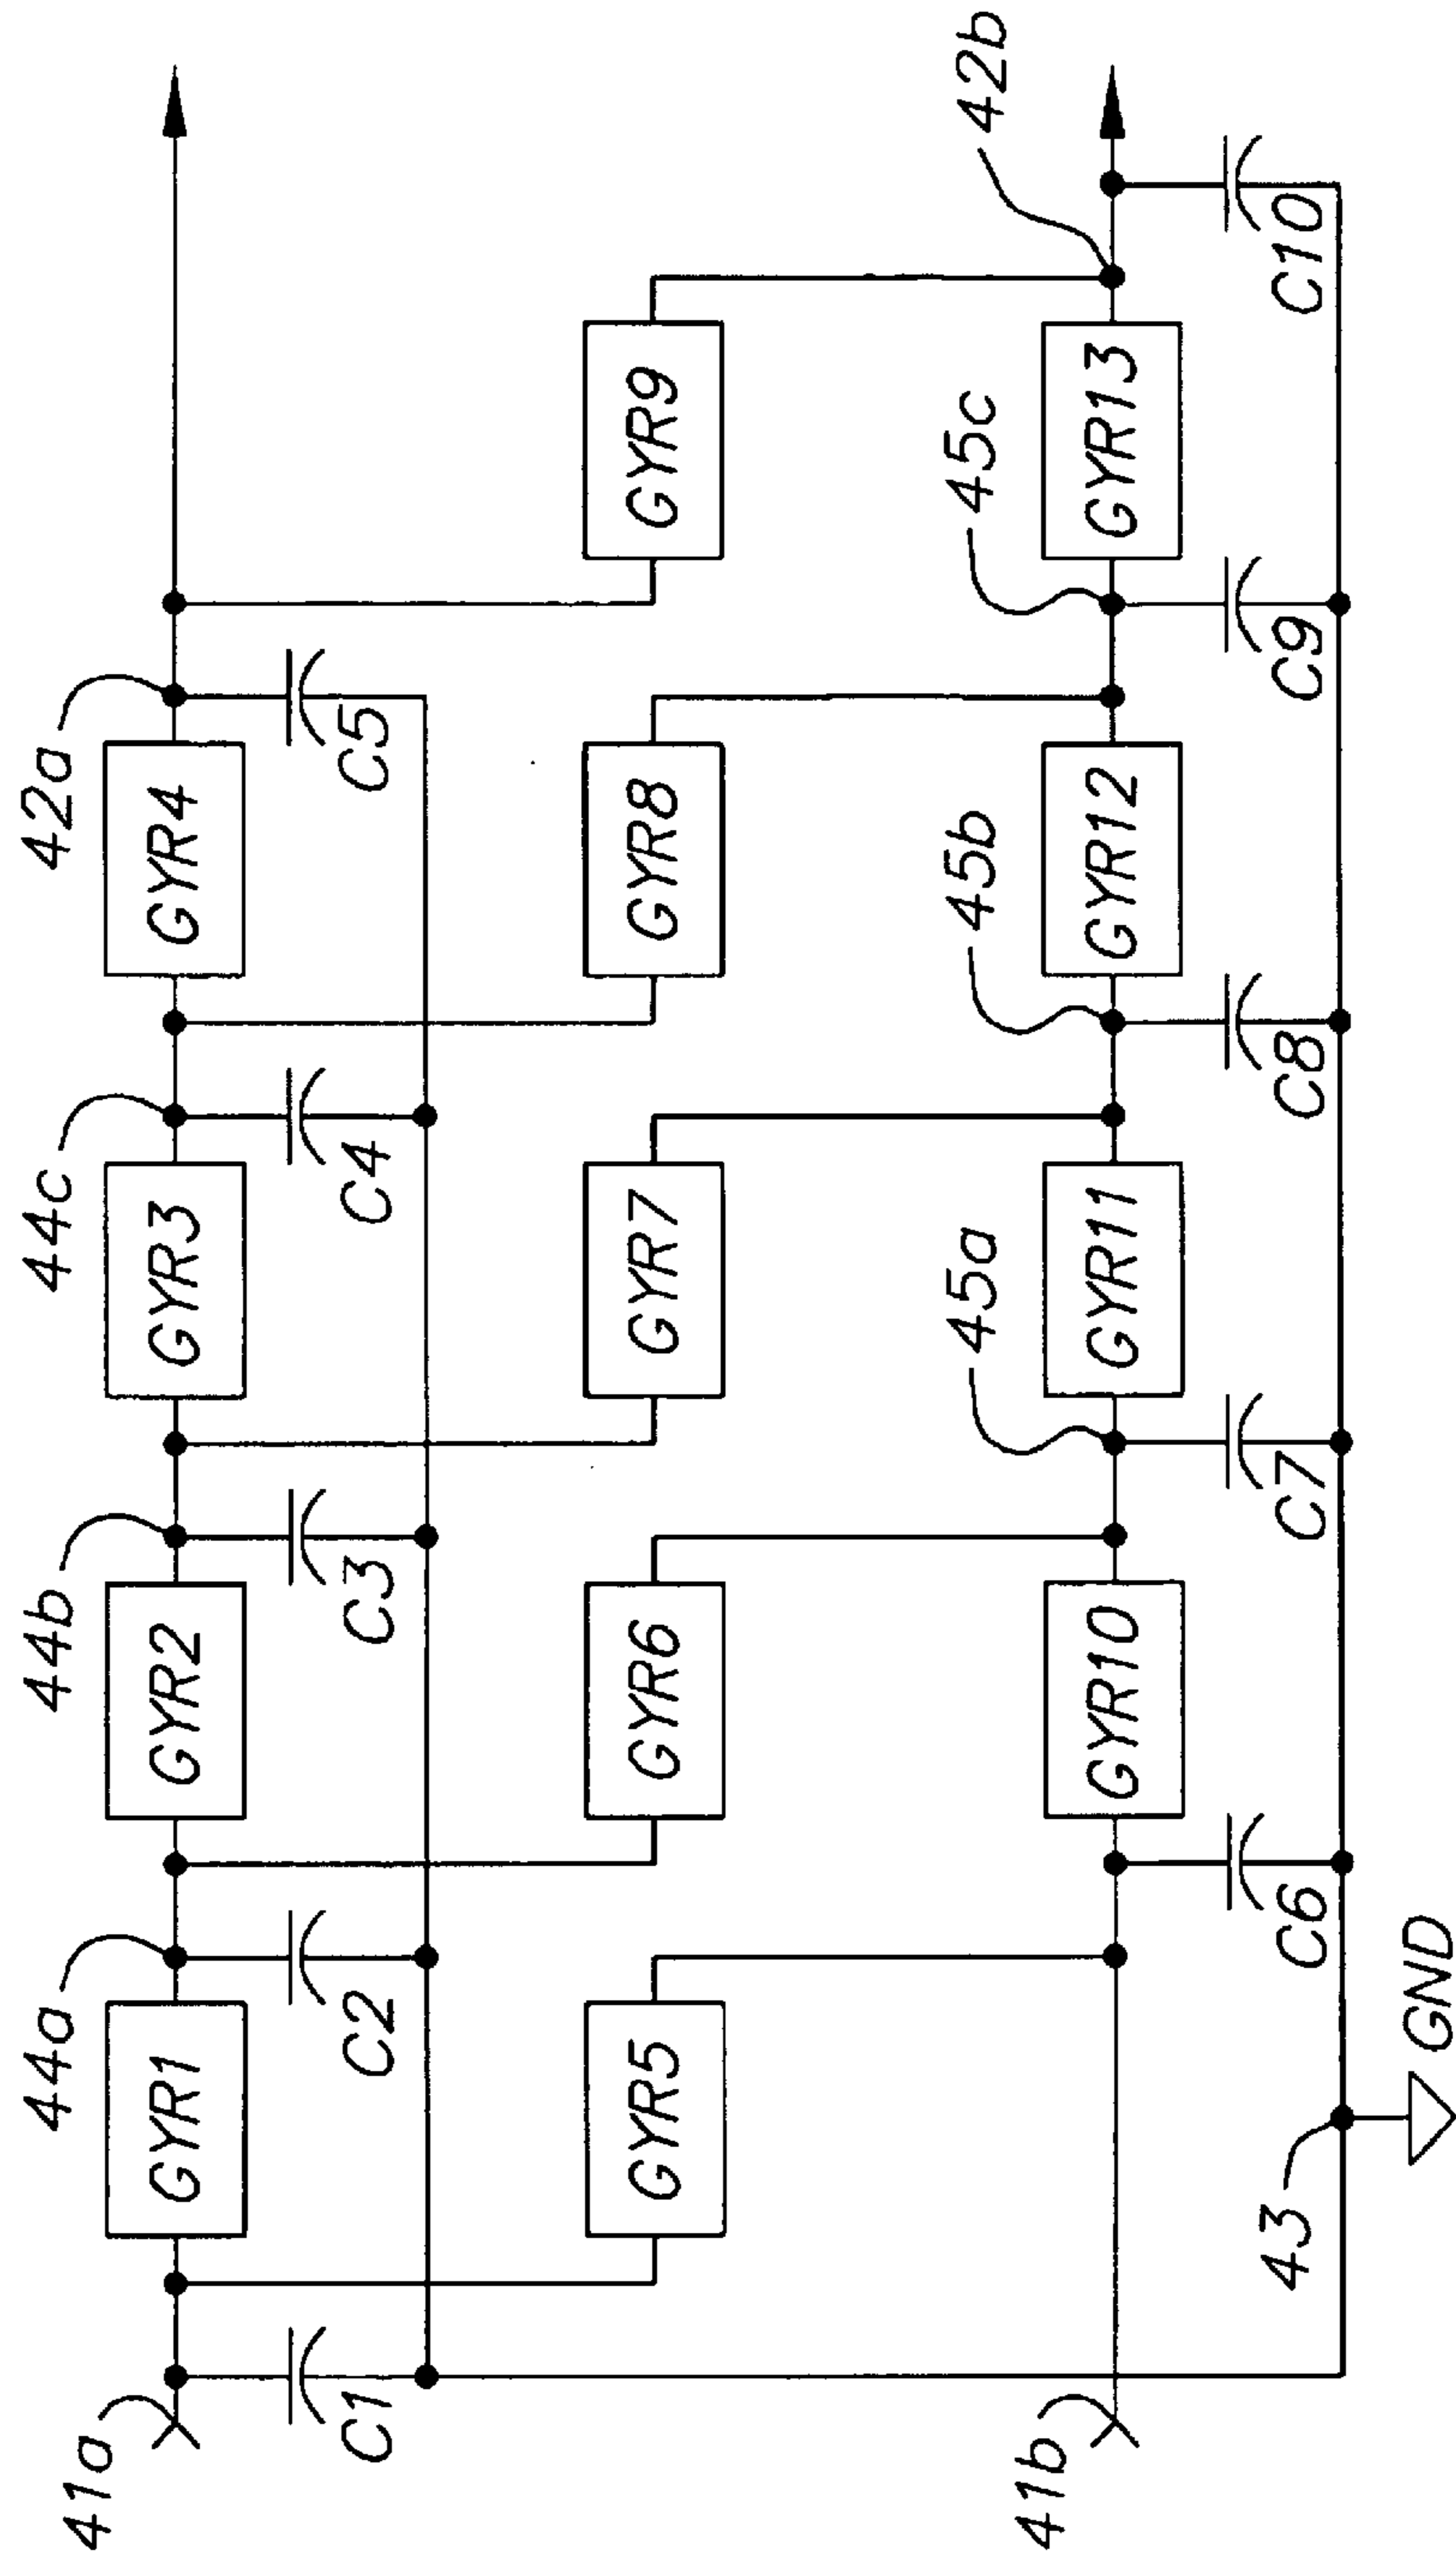 41a
44a
44b
44c
42a
GYR1
GYR2
GYR3
GYR4
C1
C2
C3
C4
C5
GYR5
GYR6
GYR7
GYR8
GYR9
41b
45a
45b
45c
42b
GYR10
GYR11
GYR12
GYR13
C6
C7
C8
C9
C10
43
GND